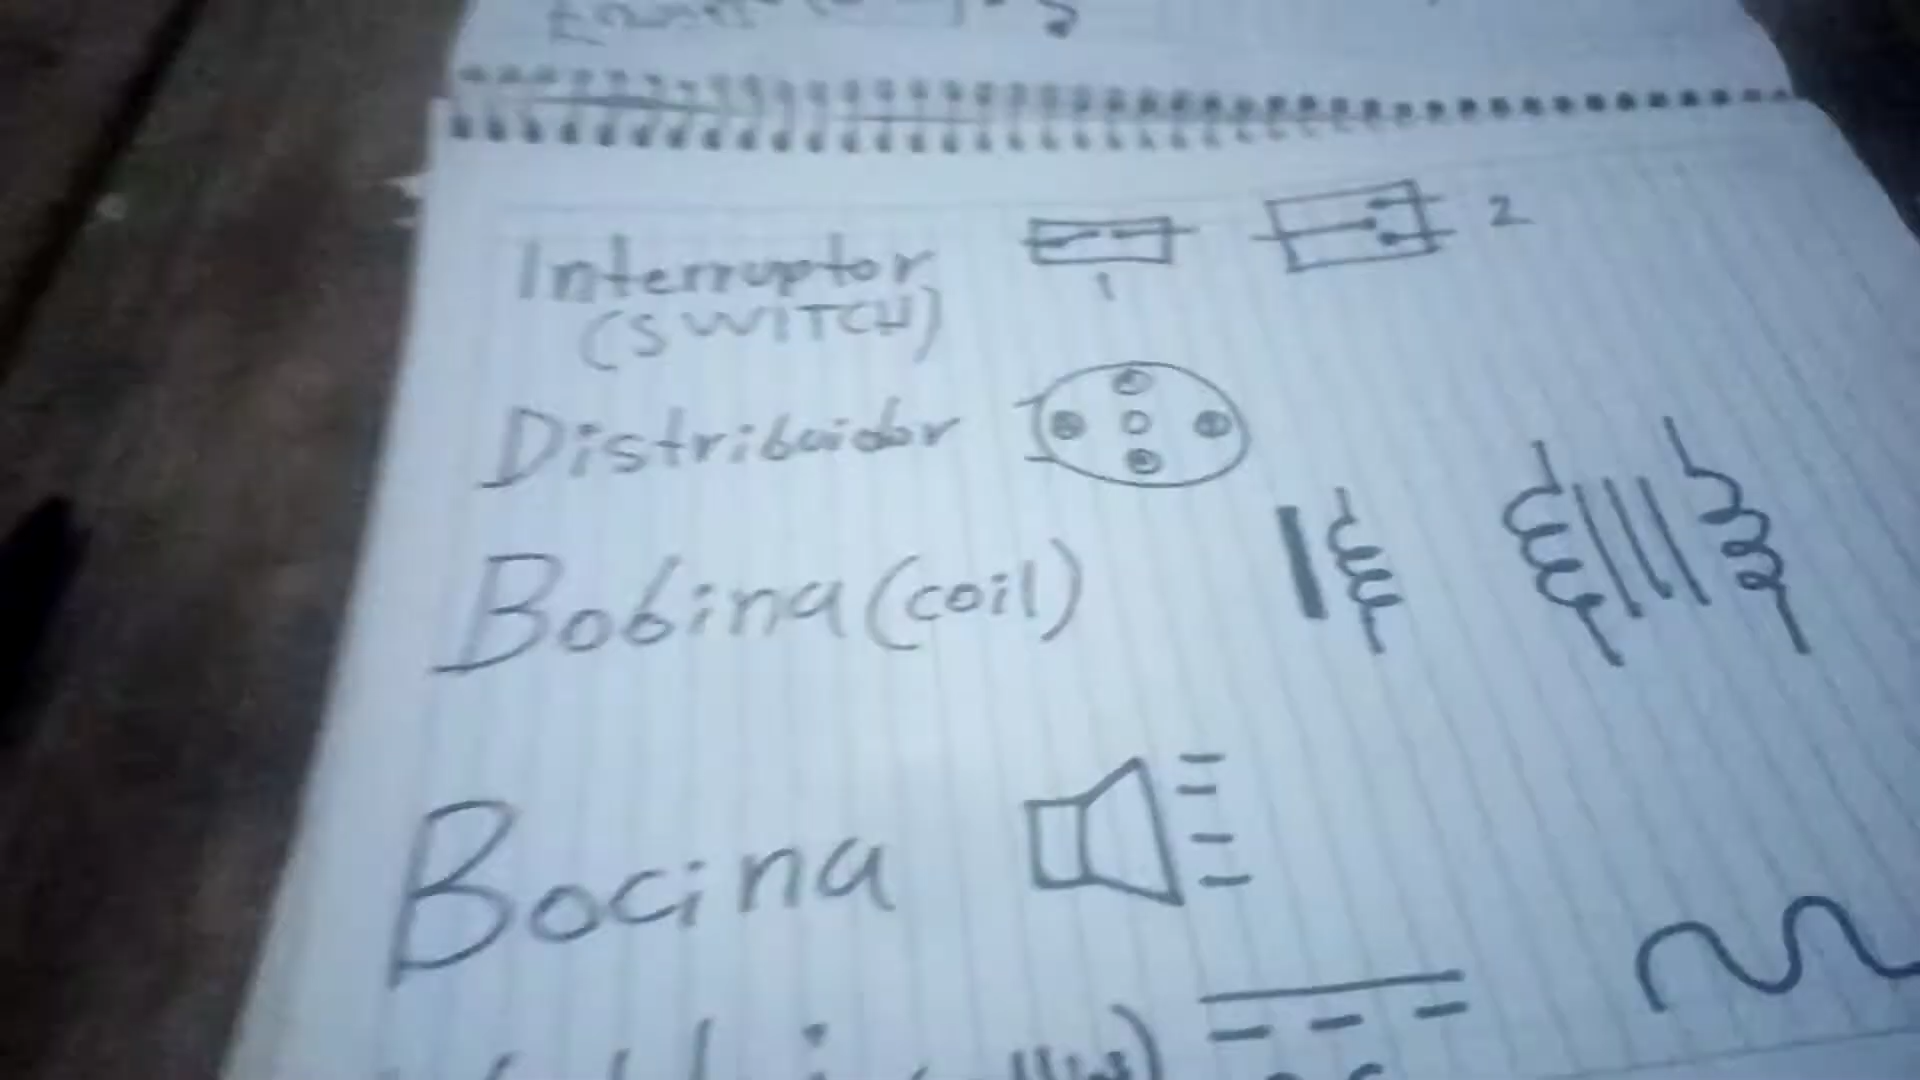 Interruptor
1
2
(SWITCH)
Distribuidor
Bobina (coil)
Bocina